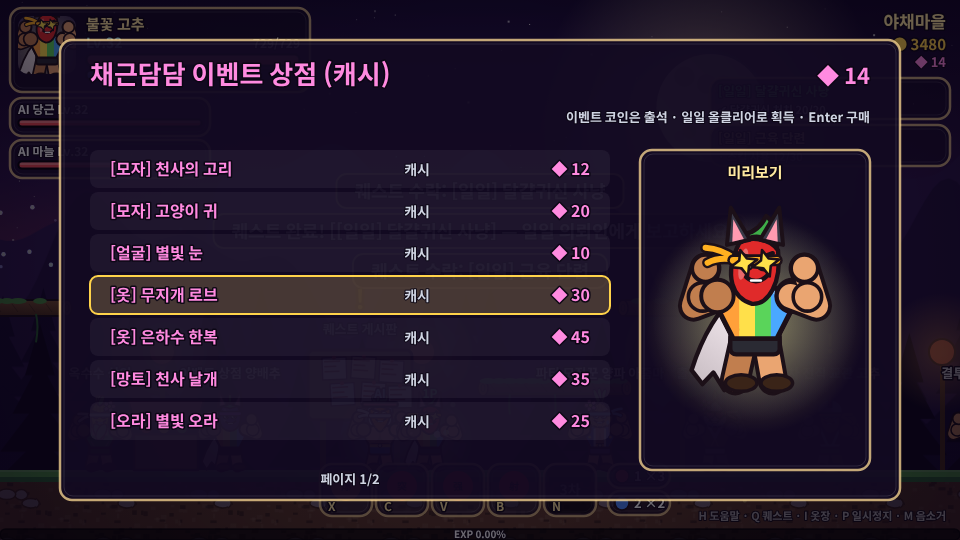 불꽃 고추
야채마을
3480
14
채근담담 이벤트 상점 (캐시)
14
이벤트 코인은 출석 · 일일 올클리어로 획득 · Enter 구매
AI 당근
AI 마늘
미리보기
[모자] 천사의 고리 캐시 12
[모자] 고양이 귀 캐시 20
[얼굴] 별빛 눈 캐시 10
[옷] 무지개 로브 캐시 30
[옷] 은하수 한복 캐시 45
[망토] 천사 날개 캐시 35
[오라] 별빛 오라 캐시 25
페이지 1/2
X C V B N 2 ×2
H 도움말 · Q 퀘스트 · I 옷장 · P 일시정지 · M 음소거
EXP 0.00%